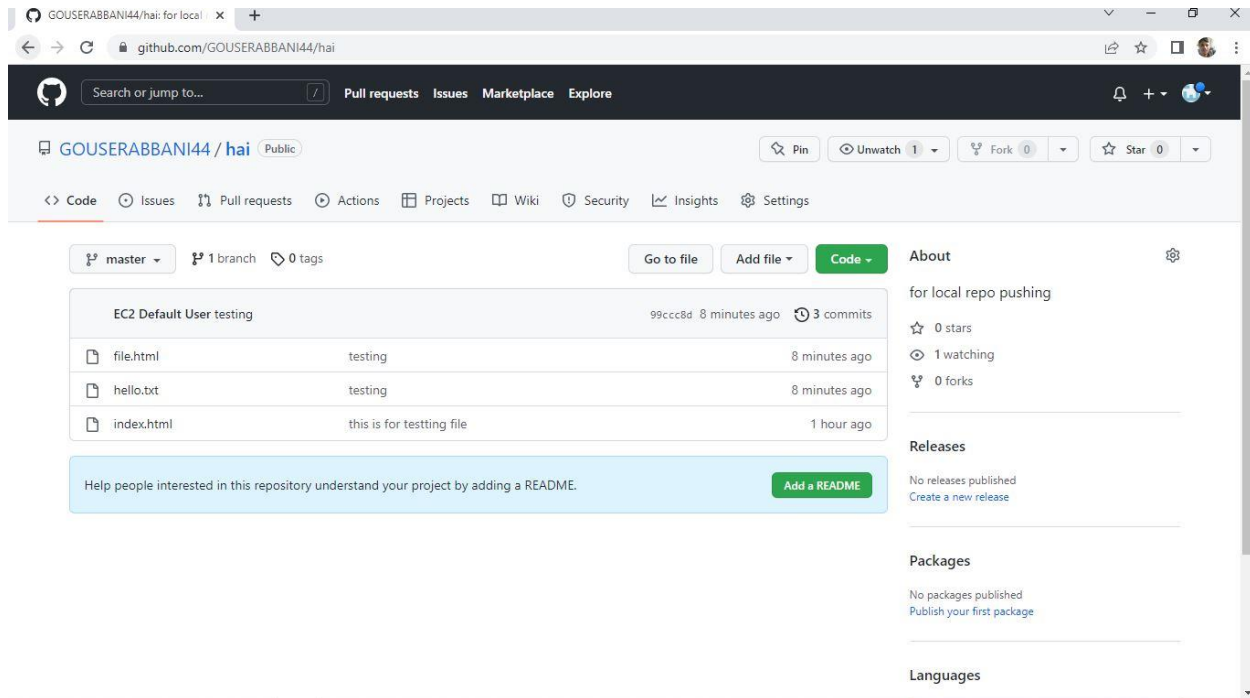 GOUSERABBANI44/hai: for local
github.com/GOUSERABBANI44/hai
Search or jump to... / Pull requests Issues Marketplace Explore
GOUSERABBANI44 / hai Public
Pin Unwatch 1 Fork 0 Star 0
Code Issues Pull requests Actions Projects Wiki Security Insights Settings
master 1 branch 0 tags Go to file Add file Code
EC2 Default User testing 99ccc8d 8 minutes ago 3 commits
file.html testing 8 minutes ago
hello.txt testing 8 minutes ago
index.html this is for testting file 1 hour ago
Help people interested in this repository understand your project by adding a README. Add a README
About
for local repo pushing
0 stars
1 watching
0 forks
Releases
No releases published
Create a new release
Packages
No packages published
Publish your first package
Languages